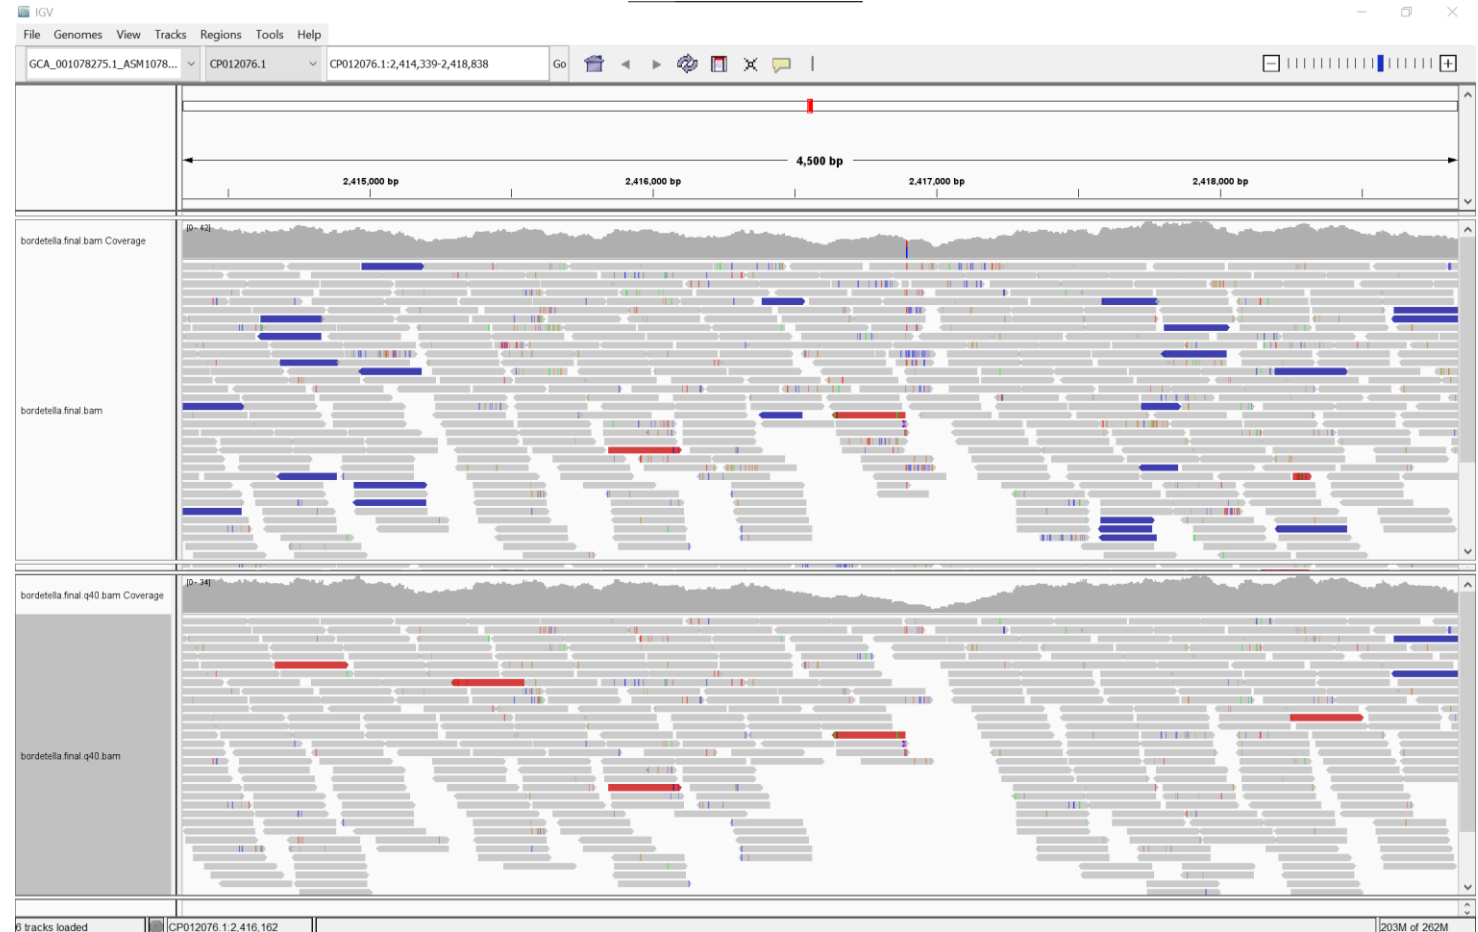 IGV
File Genomes View Tracks Regions Tools Help
GCA_001078275.1_ASM1078... CP012076.1 CP012076.1:2,414,339-2,418,838 Go
4,500 bp
2,415,000 bp 2,416,000 bp 2,417,000 bp 2,418,000 bp
[0 - 42]
bordetella.final.bam Coverage
bordetella.final.bam
[0 - 34]
bordetella.final.q40.bam Coverage
bordetella.final.q40.bam
6 tracks loaded CP012076.1:2,416,162 203M of 262M